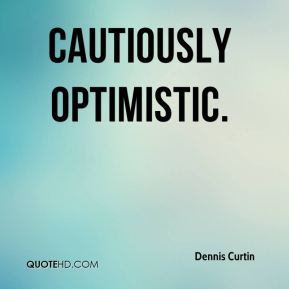 CAUTIOUSLY
OPTIMISTIC.
Dennis Curtin
QUOTEHD.COM